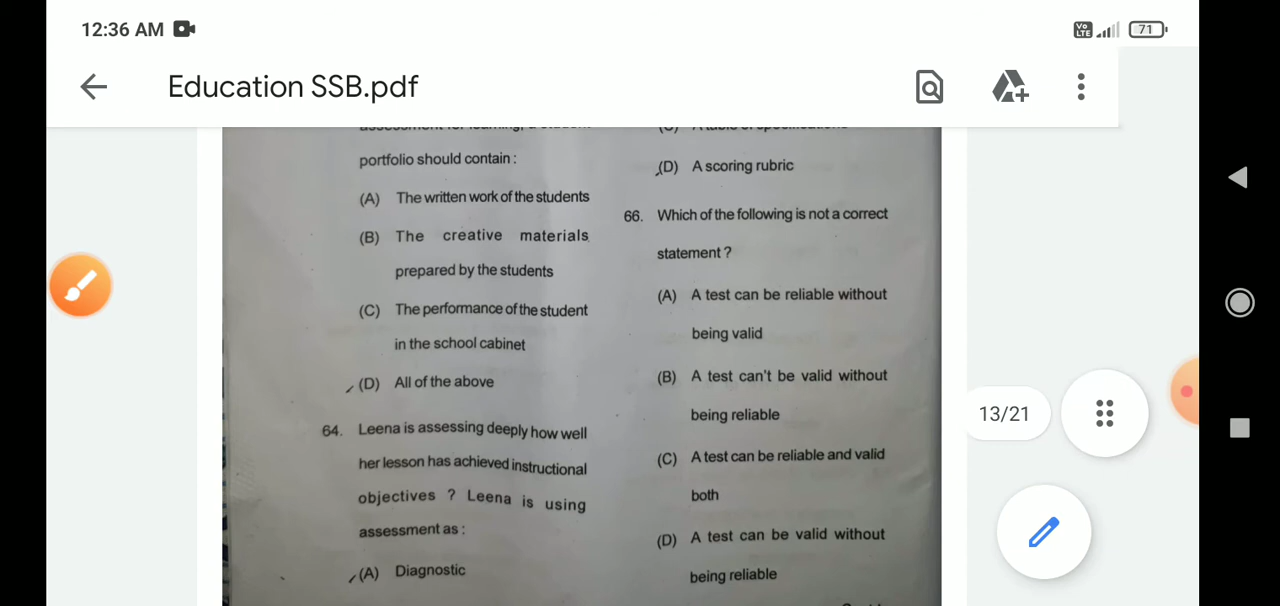 12:36 AM
Vo LTE
71
Education SSB.pdf
portfolio should contain :
(A) The written work of the students
(B) The creative materials
prepared by the students
(C) The performance of the student
in the school cabinet
(D) All of the above
64. Leena is assessing deeply how well
her lesson has achieved instructional
objectives ? Leena is using
assessment as :
(A) Diagnostic
(D) A scoring rubric
66. Which of the following is not a correct
statement ?
(A) A test can be reliable without
being valid
(B) A test can't be valid without
being reliable
(C) A test can be reliable and valid
both
(D) A test can be valid without
being reliable
13/21